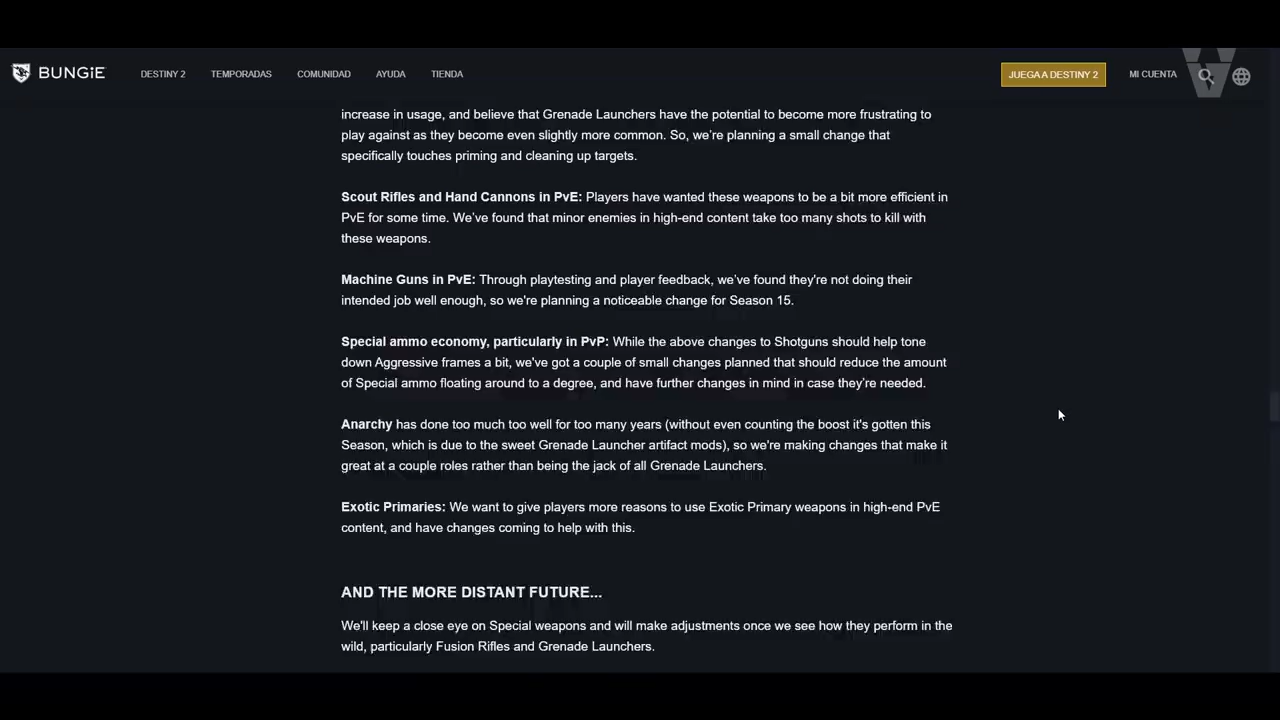 BUNGiE DESTINY 2 TEMPORADAS COMUNIDAD AYUDA TIENDA JUEGA A DESTINY 2 MI CUENTA
increase in usage, and believe that Grenade Launchers have the potential to become more frustrating to
play against as they become even slightly more common. So, we're planning a small change that
specifically touches priming and cleaning up targets.
Scout Rifles and Hand Cannons in PvE: Players have wanted these weapons to be a bit more efficient in
PvE for some time. We've found that minor enemies in high-end content take too many shots to kill with
these weapons.
Machine Guns in PvE: Through playtesting and player feedback, we've found they're not doing their
intended job well enough, so we're planning a noticeable change for Season 15.
Special ammo economy, particularly in PvP: While the above changes to Shotguns should help tone
down Aggressive frames a bit, we've got a couple of small changes planned that should reduce the amount
of Special ammo floating around to a degree, and have further changes in mind in case they're needed.
Anarchy has done too much too well for too many years (without even counting the boost it's gotten this
Season, which is due to the sweet Grenade Launcher artifact mods), so we're making changes that make it
great at a couple roles rather than being the jack of all Grenade Launchers.
Exotic Primaries: We want to give players more reasons to use Exotic Primary weapons in high-end PvE
content, and have changes coming to help with this.
AND THE MORE DISTANT FUTURE...
We'll keep a close eye on Special weapons and will make adjustments once we see how they perform in the
wild, particularly Fusion Rifles and Grenade Launchers.